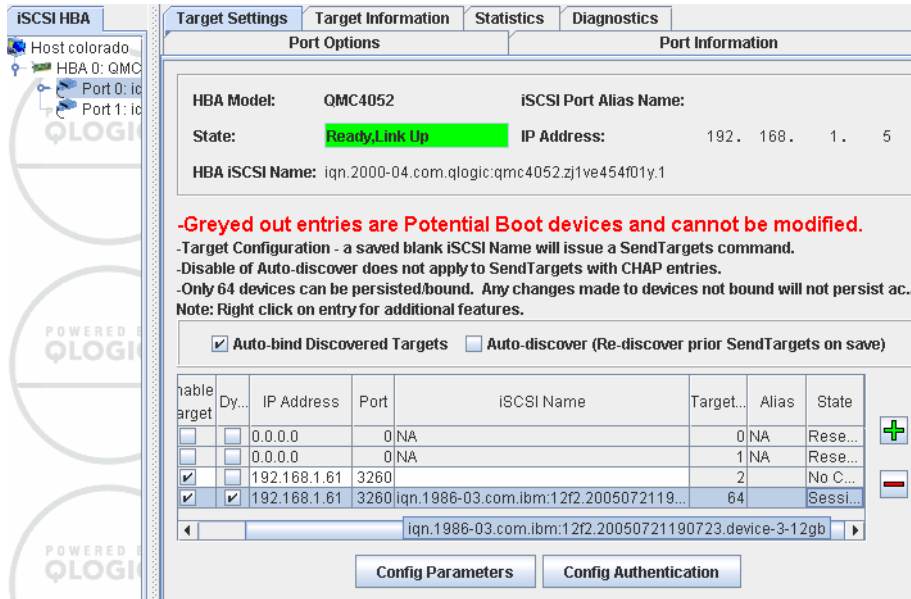 iSCSI HBA
Host colorado
HBA 0: QMC
Port 0: ic
Port 1: ic
QLOGI
POWERED
QLOGI
POWERED
QLOGI
Target Settings Target Information Statistics Diagnostics
Port Options Port Information
HBA Model: QMC4052 iSCSI Port Alias Name:
State: Ready,Link Up IP Address: 192. 168. 1. 5
HBA iSCSI Name: iqn.2000-04.com.qlogic:qmc4052.zj1ve454f01y.1
-Greyed out entries are Potential Boot devices and cannot be modified.
-Target Configuration - a saved blank iSCSI Name will issue a SendTargets command.
-Disable of Auto-discover does not apply to SendTargets with CHAP entries.
-Only 64 devices can be persisted/bound. Any changes made to devices not bound will not persist ac..
Note: Right click on entry for additional features.
Auto-bind Discovered Targets Auto-discover (Re-discover prior SendTargets on save)
nable arget Dy... IP Address Port iSCSI Name Target... Alias State
0.0.0.0 0 NA 0 NA Rese...
0.0.0.0 0 NA 1 NA Rese...
192.168.1.61 3260 2 No C...
192.168.1.61 3260 iqn.1986-03.com.ibm:12f2.2005072119... 64 Sessi...
iqn.1986-03.com.ibm:12f2.20050721190723.device-3-12gb
Config Parameters Config Authentication